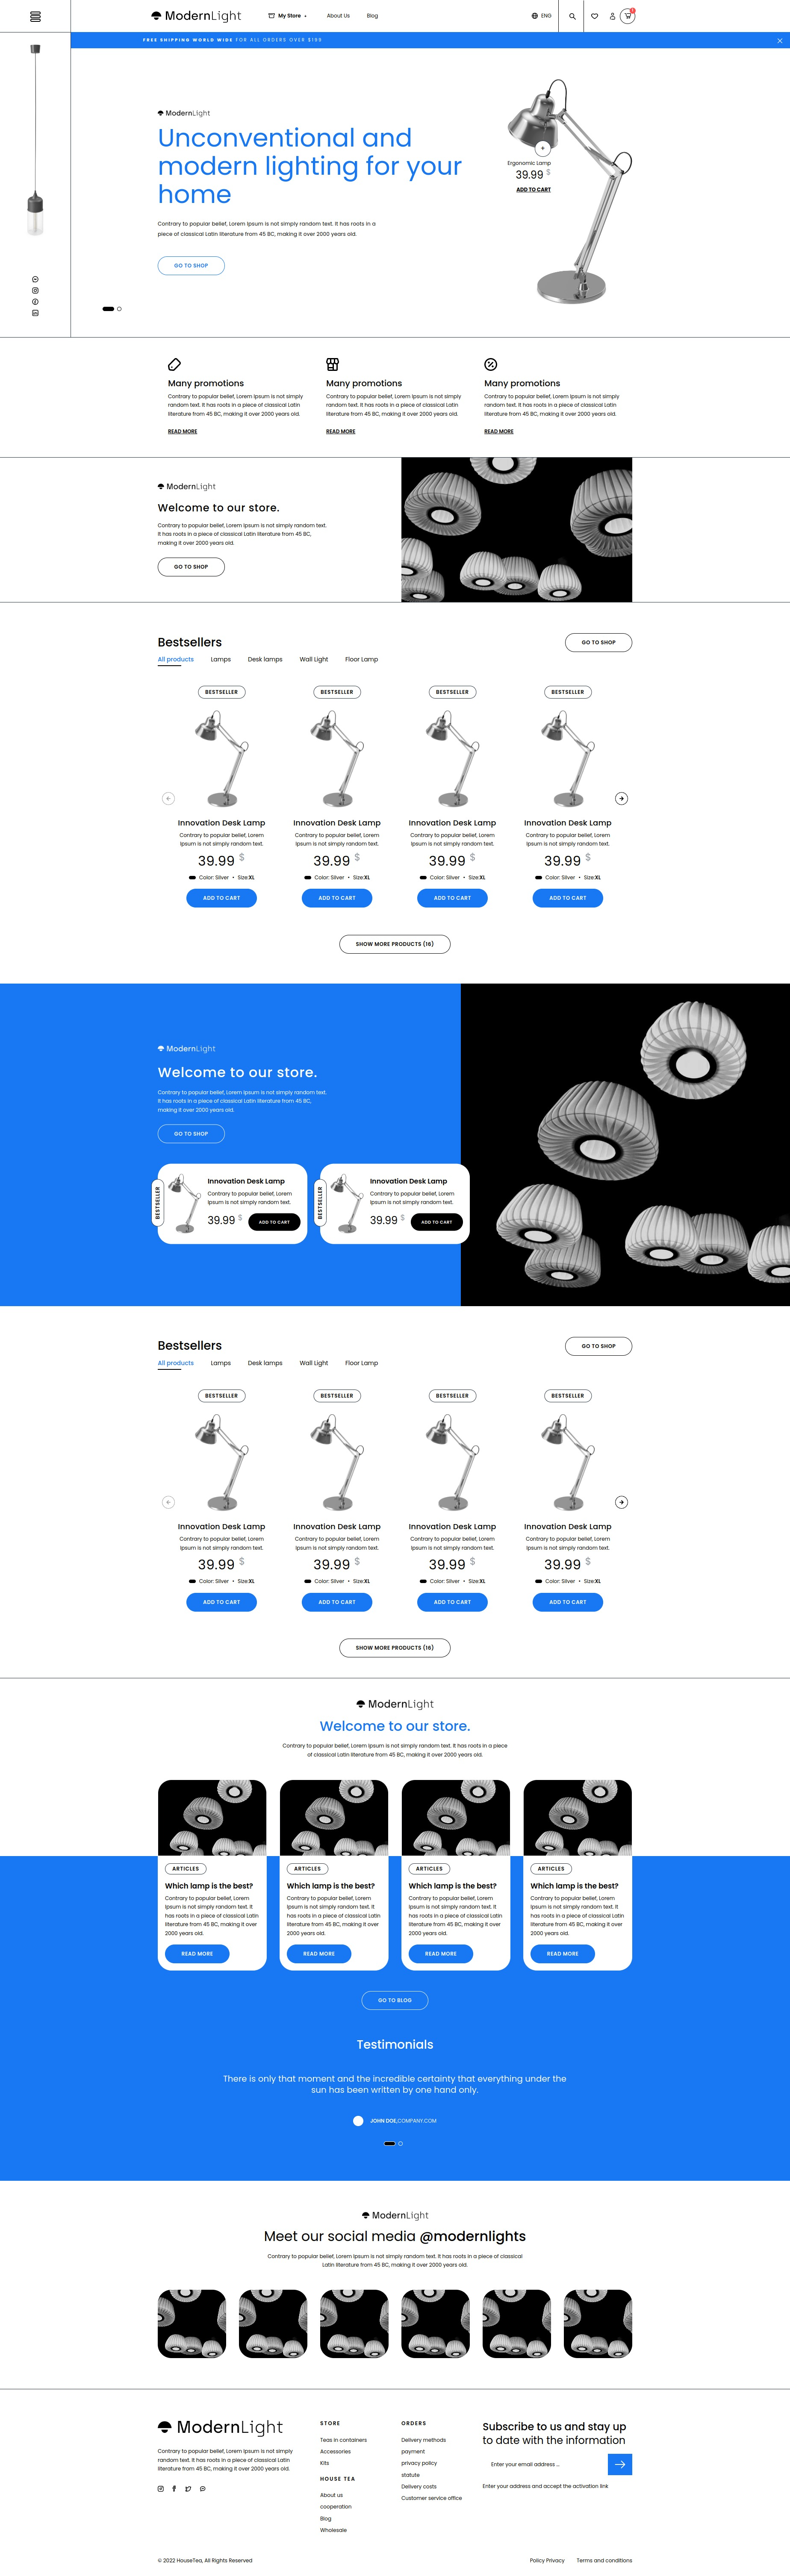 ModernLight
My Store
About Us
Blog
ENG
1
FREE SHIPPING WORLD WIDE FOR ALL ORDERS OVER $199
ModernLight
Unconventional and
modern lighting for your
home
Contrary to popular belief, Lorem Ipsum is not simply random text. It has roots in a
piece of classical Latin literature from 45 BC, making it over 2000 years old.
GO TO SHOP
Ergonomic Lamp
39.99 $
ADD TO CART
Many promotions
Contrary to popular belief, Lorem Ipsum is not simply
random text. It has roots in a piece of classical Latin
literature from 45 BC, making it over 2000 years old.
READ MORE
Many promotions
Contrary to popular belief, Lorem Ipsum is not simply
random text. It has roots in a piece of classical Latin
literature from 45 BC, making it over 2000 years old.
READ MORE
Many promotions
Contrary to popular belief, Lorem Ipsum is not simply
random text. It has roots in a piece of classical Latin
literature from 45 BC, making it over 2000 years old.
READ MORE
ModernLight
Welcome to our store.
Contrary to popular belief, Lorem Ipsum is not simply random text.
It has roots in a piece of classical Latin literature from 45 BC,
making it over 2000 years old.
GO TO SHOP
Bestsellers
GO TO SHOP
All products
Lamps
Desk lamps
Wall Light
Floor Lamp
BESTSELLER
Innovation Desk Lamp
Contrary to popular belief, Lorem
Ipsum is not simply random text.
39.99 $
Color: Sliver • Size:XL
ADD TO CART
BESTSELLER
Innovation Desk Lamp
Contrary to popular belief, Lorem
Ipsum is not simply random text.
39.99 $
Color: Sliver • Size:XL
ADD TO CART
BESTSELLER
Innovation Desk Lamp
Contrary to popular belief, Lorem
Ipsum is not simply random text.
39.99 $
Color: Sliver • Size:XL
ADD TO CART
BESTSELLER
Innovation Desk Lamp
Contrary to popular belief, Lorem
Ipsum is not simply random text.
39.99 $
Color: Sliver • Size:XL
ADD TO CART
SHOW MORE PRODUCTS (16)
ModernLight
Welcome to our store.
Contrary to popular belief, Lorem Ipsum is not simply random text.
It has roots in a piece of classical Latin literature from 45 BC,
making it over 2000 years old.
GO TO SHOP
BESTSELLER
Innovation Desk Lamp
Contrary to popular belief, Lorem
Ipsum is not simply random text.
39.99 $
ADD TO CART
BESTSELLER
Innovation Desk Lamp
Contrary to popular belief, Lorem
Ipsum is not simply random text.
39.99 $
ADD TO CART
Bestsellers
GO TO SHOP
All products
Lamps
Desk lamps
Wall Light
Floor Lamp
BESTSELLER
Innovation Desk Lamp
Contrary to popular belief, Lorem
Ipsum is not simply random text.
39.99 $
Color: Sliver • Size:XL
ADD TO CART
BESTSELLER
Innovation Desk Lamp
Contrary to popular belief, Lorem
Ipsum is not simply random text.
39.99 $
Color: Sliver • Size:XL
ADD TO CART
BESTSELLER
Innovation Desk Lamp
Contrary to popular belief, Lorem
Ipsum is not simply random text.
39.99 $
Color: Sliver • Size:XL
ADD TO CART
BESTSELLER
Innovation Desk Lamp
Contrary to popular belief, Lorem
Ipsum is not simply random text.
39.99 $
Color: Sliver • Size:XL
ADD TO CART
SHOW MORE PRODUCTS (16)
ModernLight
Welcome to our store.
Contrary to popular belief, Lorem Ipsum is not simply random text. It has roots in a piece
of classical Latin literature from 45 BC, making it over 2000 years old.
ARTICLES
Which lamp is the best?
Contrary to popular belief, Lorem
Ipsum is not simply random text. It
has roots in a piece of classical Latin
literature from 45 BC, making it over
2000 years old.
READ MORE
ARTICLES
Which lamp is the best?
Contrary to popular belief, Lorem
Ipsum is not simply random text. It
has roots in a piece of classical Latin
literature from 45 BC, making it over
2000 years old.
READ MORE
ARTICLES
Which lamp is the best?
Contrary to popular belief, Lorem
Ipsum is not simply random text. It
has roots in a piece of classical Latin
literature from 45 BC, making it over
2000 years old.
READ MORE
ARTICLES
Which lamp is the best?
Contrary to popular belief, Lorem
Ipsum is not simply random text. It
has roots in a piece of classical Latin
literature from 45 BC, making it over
2000 years old.
READ MORE
GO TO BLOG
Testimonials
There is only that moment and the incredible certainty that everything under the
sun has been written by one hand only.
JOHN DOE,COMPANY.COM
ModernLight
Meet our social media @modernlights
Contrary to popular belief, Lorem Ipsum is not simply random text. It has roots in a piece of classical
Latin literature from 45 BC, making it over 2000 years old.
ModernLight
Contrary to popular belief, Lorem Ipsum is not simply
random text. It has roots in a piece of classical Latin
literature from 45 BC, making it over 2000 years old.
STORE
Teas in containers
Accessories
Kits
HOUSE TEA
About us
cooperation
Blog
Wholesale
ORDERS
Delivery methods
payment
privacy policy
statute
Delivery costs
Customer service office
Subscribe to us and stay up
to date with the information
Enter your email address ...
Enter your address and accept the activation link
© 2022 HouseTea, All Rights Reserved
Policy Privacy
Terms and conditions